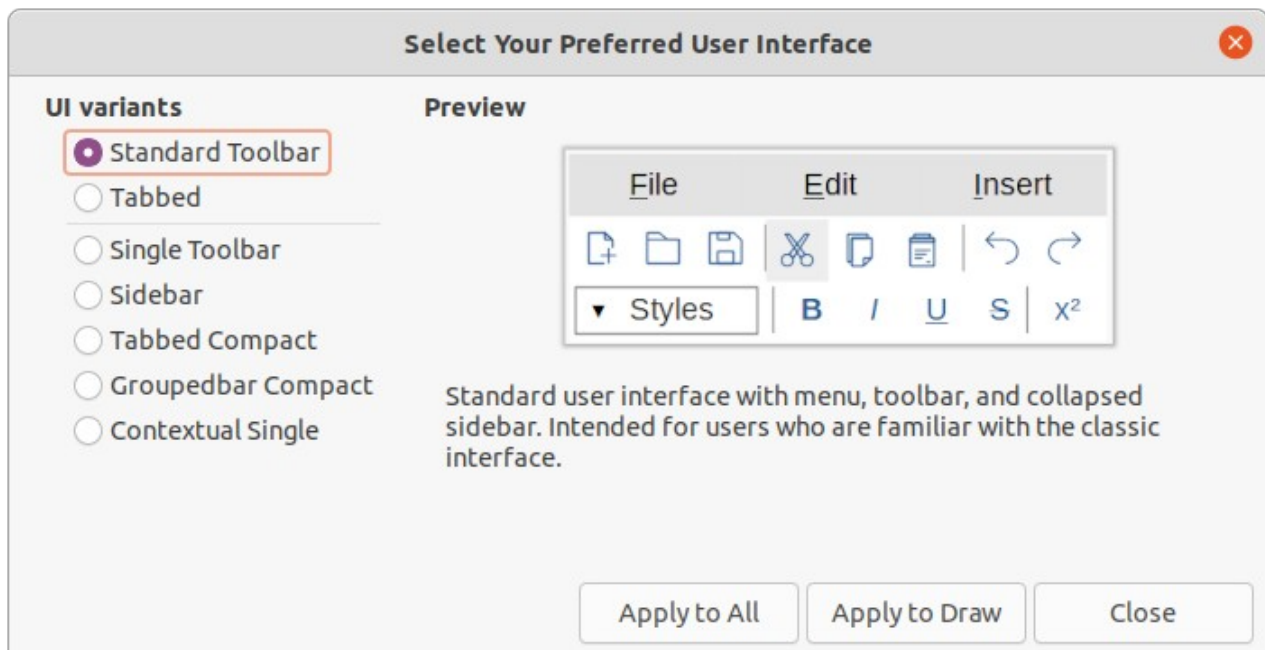 Select Your Preferred User Interface
UI variants
Standard Toolbar
Tabbed
Single Toolbar
Sidebar
Tabbed Compact
Groupedbar Compact
Contextual Single
Preview
File Edit Insert
Styles B I U S x²
Standard user interface with menu, toolbar, and collapsed
sidebar. Intended for users who are familiar with the classic
interface.
Apply to All Apply to Draw Close